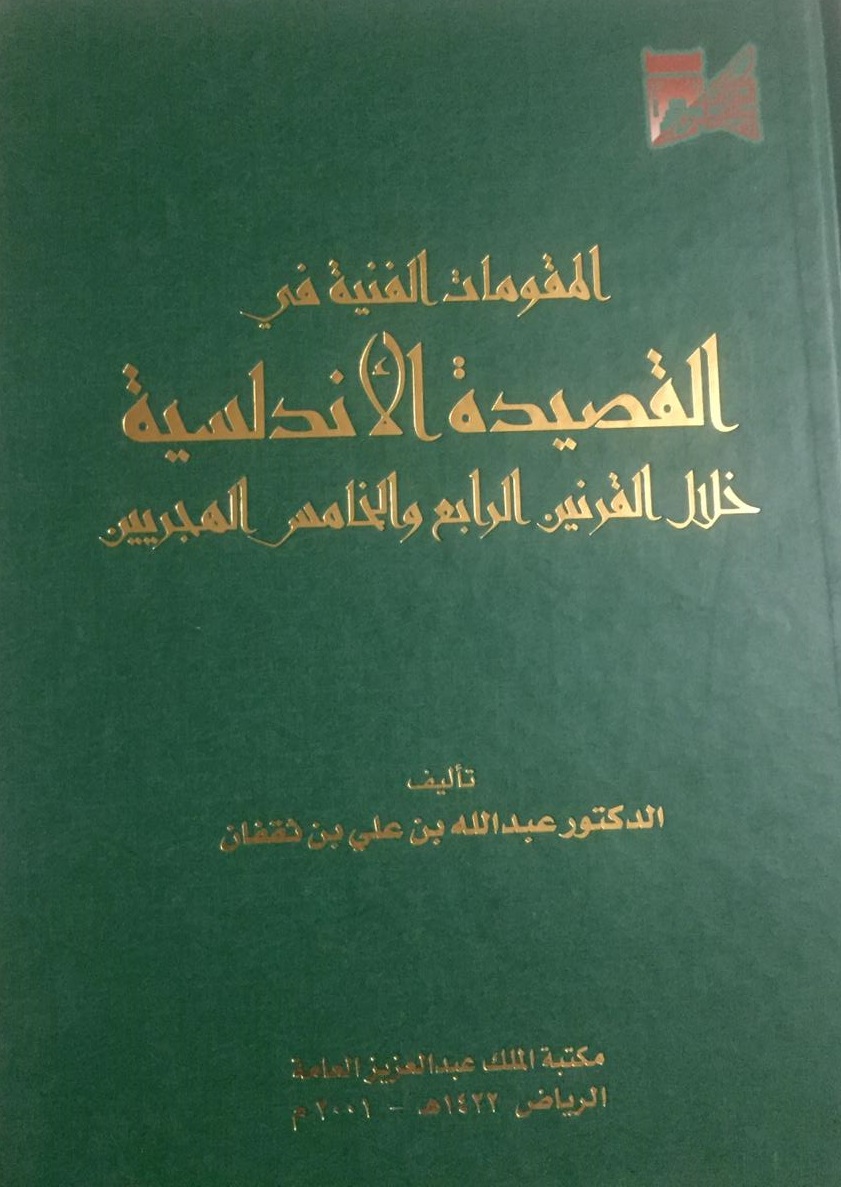 المقومات الفنية في
القصيدة الأندلسية
خلال القرنين الرابع والخامس الهجريين
تأليف
الدكتور عبدالله بن علي بن ثقفان
مكتبة الملك عبدالعزيز العامة
الرياض ١٤٢٢هـ - ٢٠٠١ م